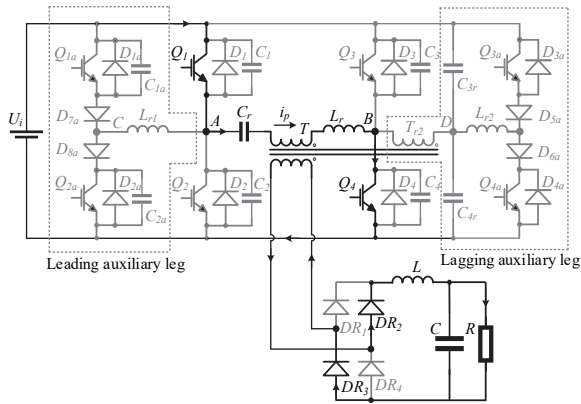 Q1a D1a C1a Q1 D1 C1 Q3 D3 C3 C3r Q3a D3a C3a
Ui D7a C Lr1 A Cr ip T Lr B Tr2 D Lr2 D5a
D8a D6a
Q2a D2a C2a Q2 D2 C2 Q4 D4 C4 C4r Q4a D4a C4a
Leading auxiliary leg
Lagging auxiliary leg
L
DR1 DR2 C R
DR3 DR4